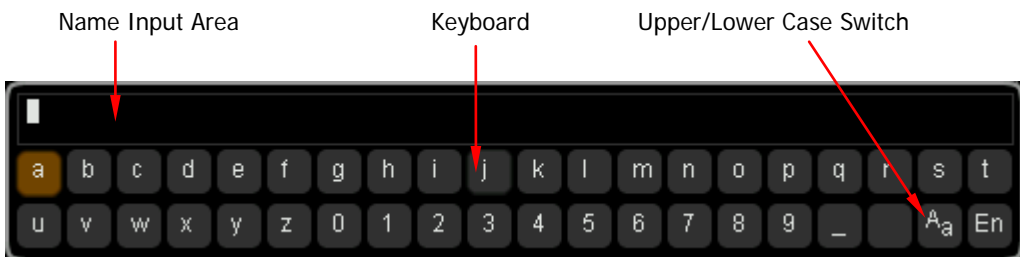 Name Input Area Keyboard Upper/Lower Case Switch
a b c d e f g h i j k l m n o p q r s t
u v w x y z 0 1 2 3 4 5 6 7 8 9 _ Aa En